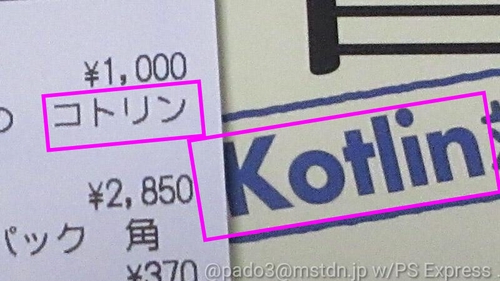 ¥1,000
の コトリン
¥2,850
パック 角
¥370
Kotlin
@pado3@mstdn.jp w/PS Express